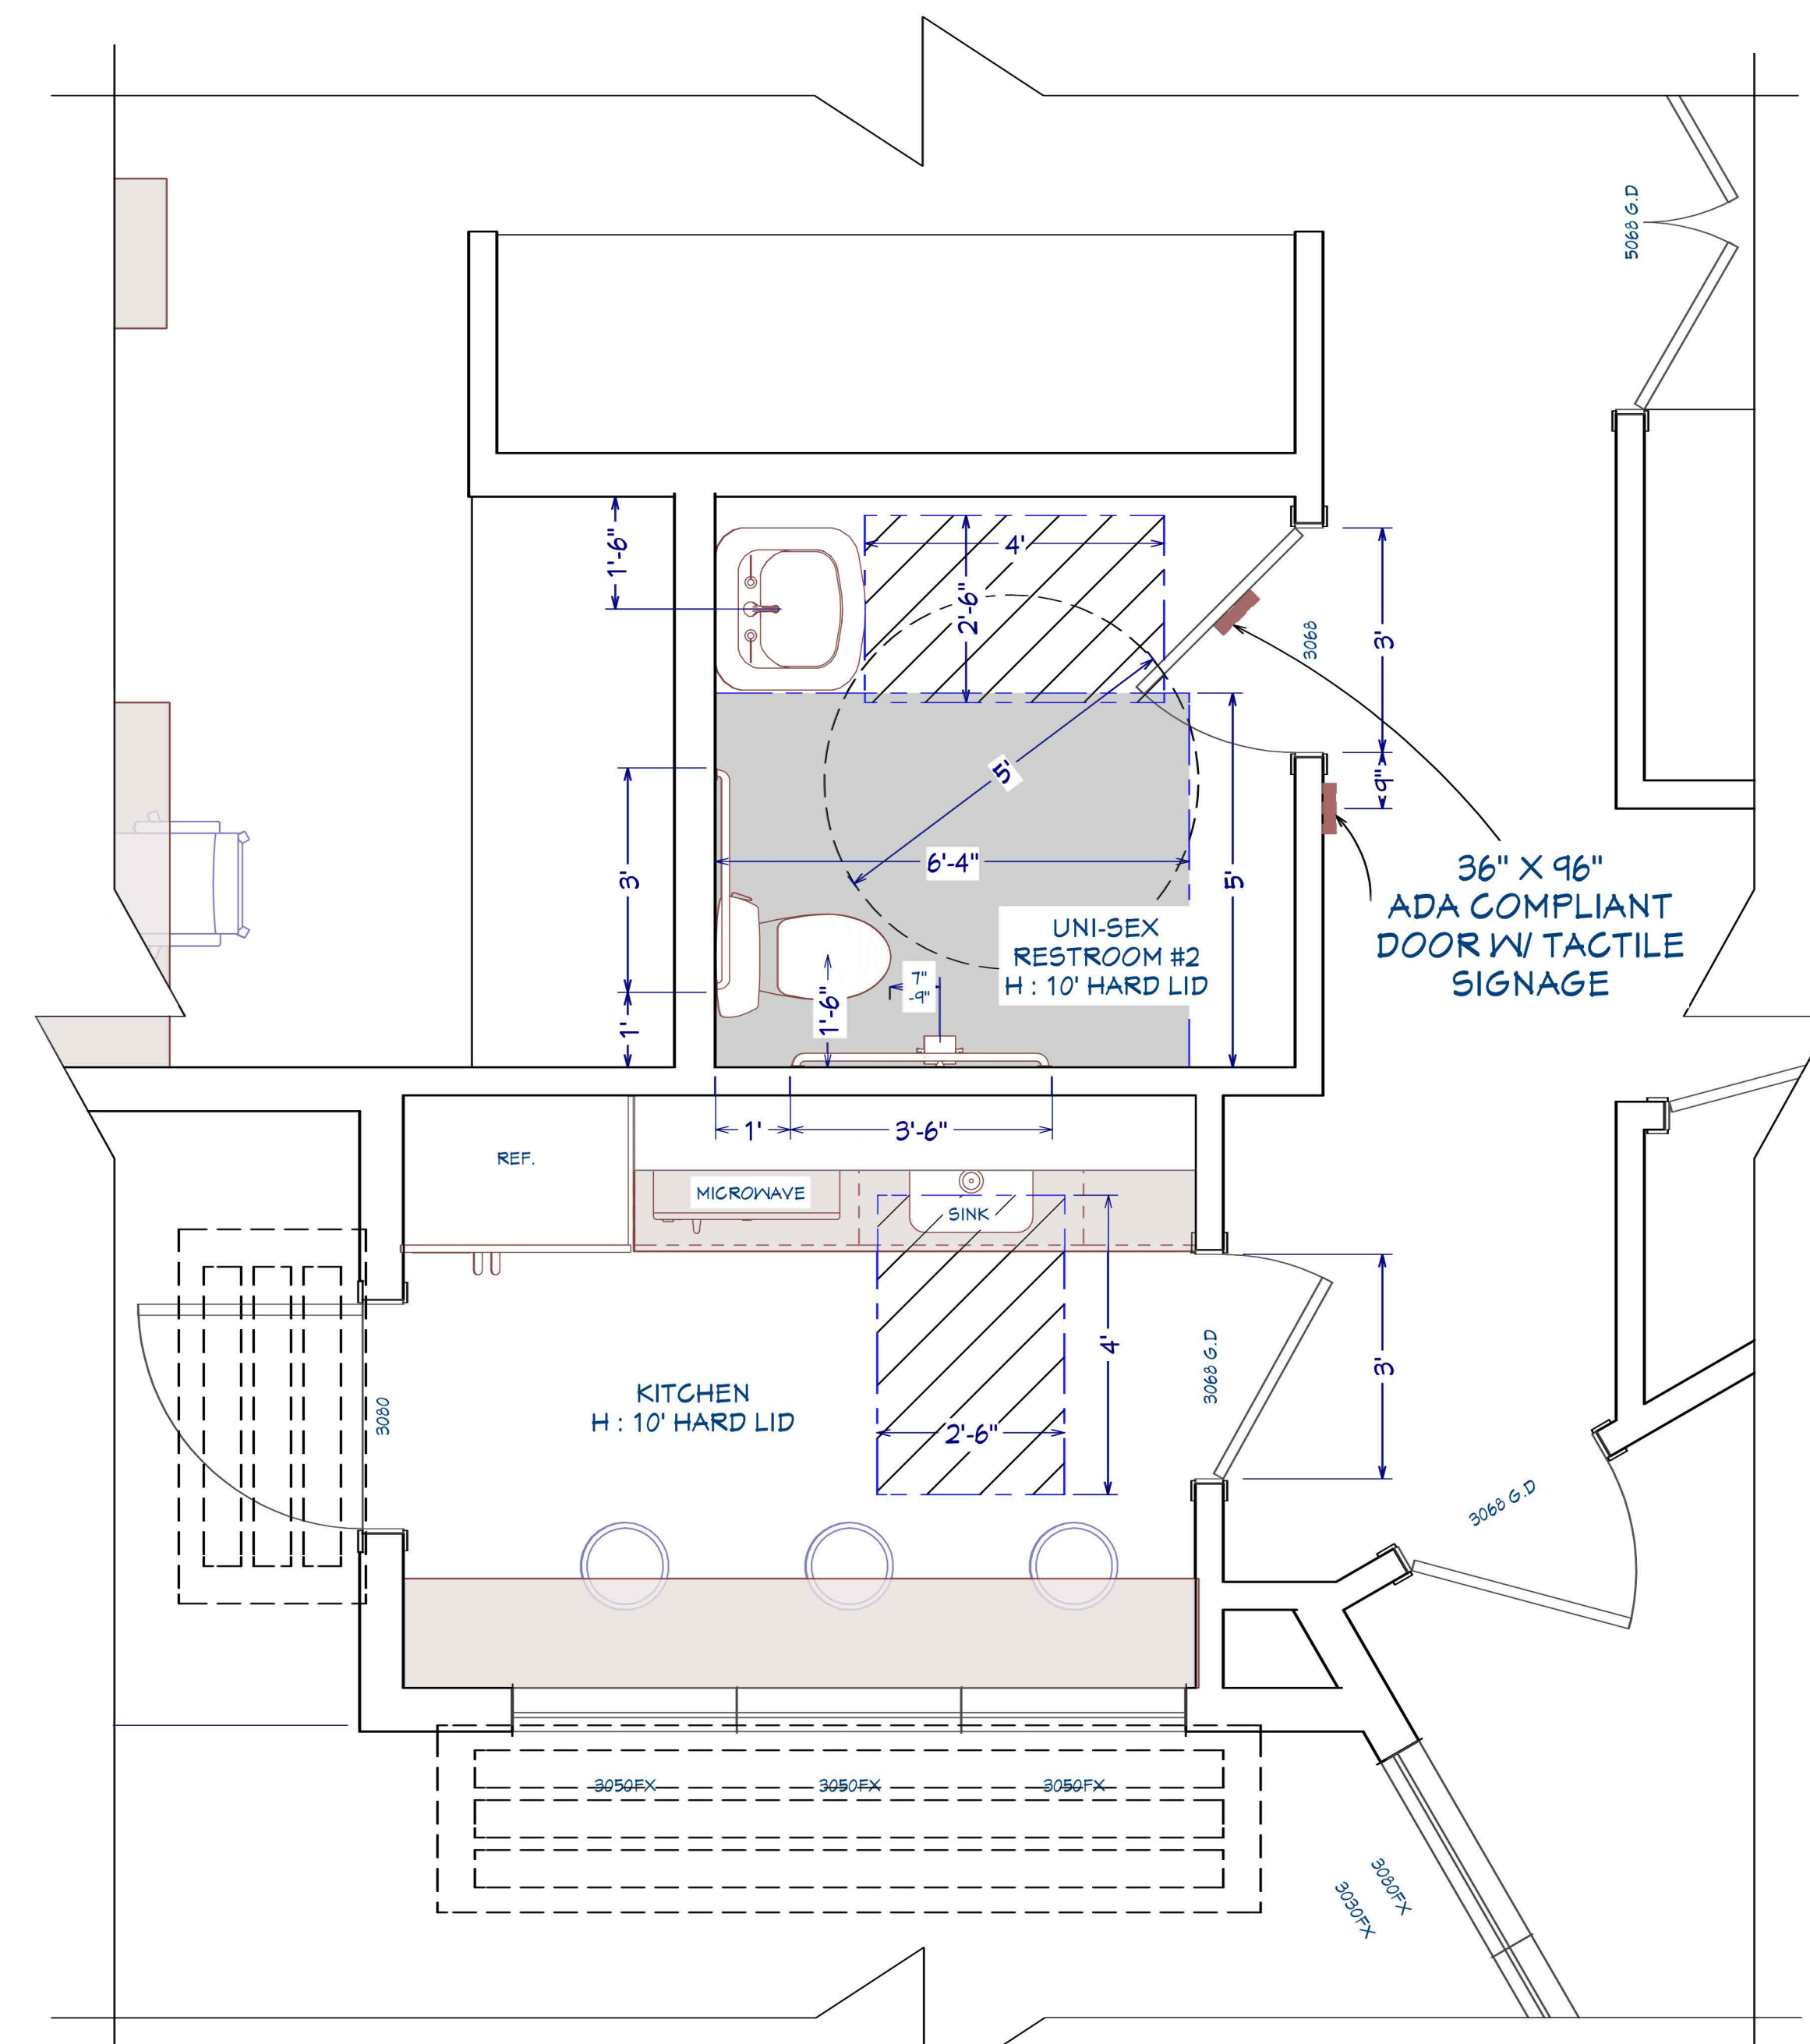 5068 G.D
1'-6"
4'
2'-6"
3068
3'
9"
5'
6'-4"
3'
5'
36" X 96"
ADA COMPLIANT
DOOR W/ TACTILE
SIGNAGE
UNI-SEX
RESTROOM #2
H : 10' HARD LID
7"
-9"
1'-6"
1'
1'
3'-6"
REF.
MICROWAVE
SINK
4'
3068 G.D
3'
KITCHEN
H : 10' HARD LID
3080
2'-6"
3068 G.D
3050FX
3050FX
3050FX
3080FX
3030FX